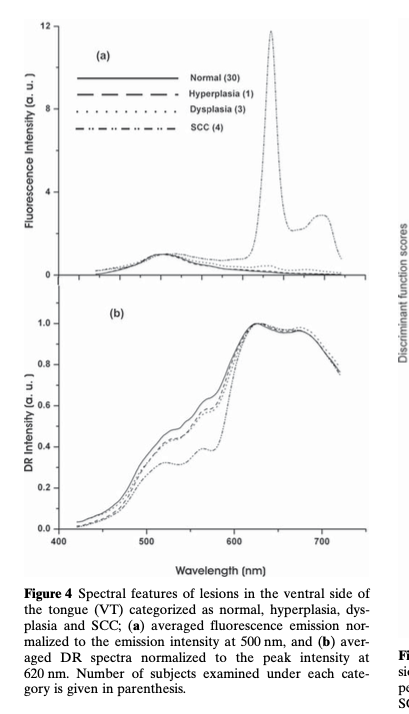 12
(a)
Normal (30)
Hyperplasia (1)
8
Dysplasia (3)
SCC (4)
Fluorescence Intensity (a. u. )
4
0
(b)
1.0
0.8
0.6
DR Intensity (a. u. )
0.4
0.2
0.0
400 500 600 700
Wavelength (nm)
Discriminant function scores
Figure 4 Spectral features of lesions in the ventral side of
the tongue (VT) categorized as normal, hyperplasia, dys-
plasia and SCC; (a) averaged fluorescence emission nor-
malized to the emission intensity at 500 nm, and (b) aver-
aged DR spectra normalized to the peak intensity at
620 nm. Number of subjects examined under each cate-
gory is given in parenthesis.
Fi
si
pe
SC